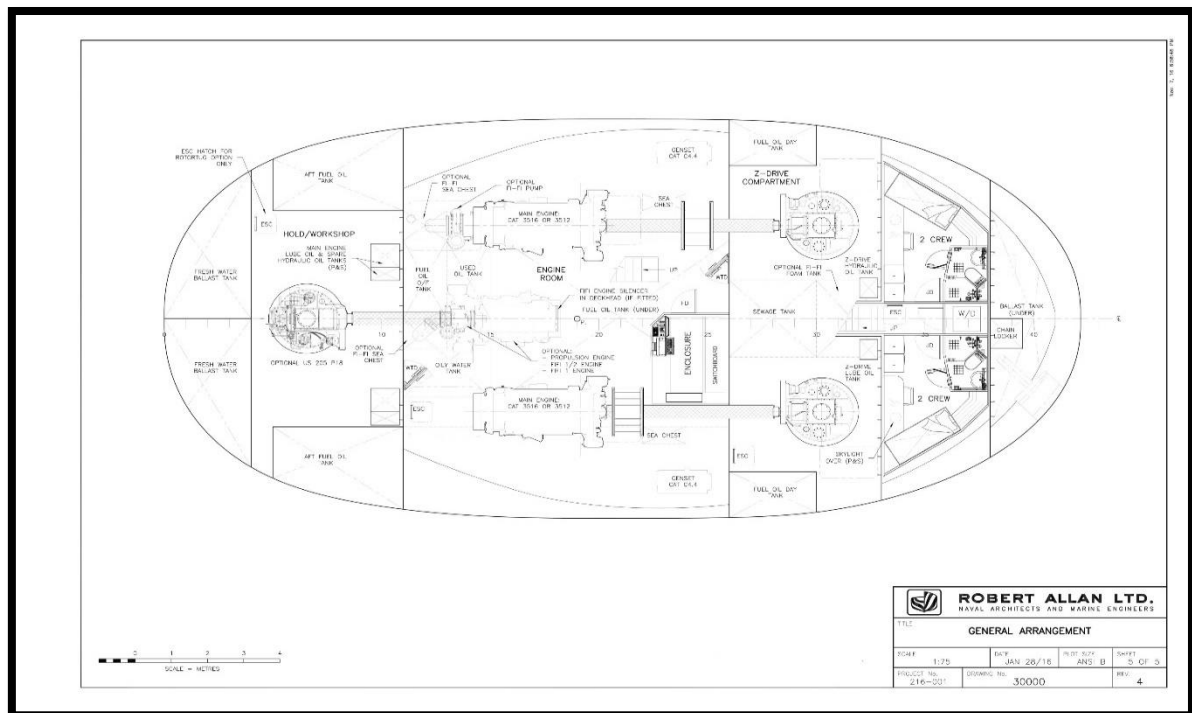 ESC HATCH FOR
ROTORTUG OPTION
ONLY
AFT FUEL OIL
TANK
ESC
HOLD/WORKSHOP
MAIN ENGINE
LUBE OIL & SPARE
HYDRAULIC OIL TANKS
(P&S)
FRESH WATER
BALLAST TANK
OPTIONAL US 205 P18
FRESH WATER
BALLAST TANK
AFT FUEL OIL
TANK
OPTIONAL
FI-FI SEA
CHEST
OPTIONAL
FI-FI
SEA CHEST
OPTIONAL
FI-FI PUMP
MAIN ENGINE:
CAT 3516 OR 3512
GENSET
CAT C4.4
SEA
CHEST
FUEL
OIL
O/F
TANK
USED
OIL TANK
ENGINE
ROOM
UP
WTD
FIFI ENGINE SILENCER
IN DECKHEAD (IF FITTED)
FUEL OIL TANK (UNDER)
OPTIONAL:
- PROPULSION ENGINE
- FIFI 1/2 ENGINE
- FIFI 1 ENGINE
OILY WATER
TANK
WTD
ESC
ENCLOSURE
SWITCHBOARD
MAIN ENGINE:
CAT 3516 OR 3512
SEA CHEST
GENSET
CAT C4.4
FUEL OIL DAY
TANK
Z-DRIVE
COMPARTMENT
OPTIONAL FI-FI
FOAM TANK
Z-DRIVE
HYDRAULIC
OIL TANK
SEWAGE TANK
ESC
UP
W/D
Z-DRIVE
LUBE OIL
TANK
ESC
SKYLIGHT
OVER (P&S)
FUEL OIL DAY
TANK
2 CREW
2 CREW
BALLAST TANK
(UNDER)
CHAIN
LOCKER
0
10
15
20
25
30
40
0 1 2 3 4
SCALE - METRES
ROBERT ALLAN LTD.
NAVAL ARCHITECTS AND MARINE ENGINEERS
TITLE
GENERAL ARRANGEMENT
SCALE
1:75
DATE
JAN 28/16
PLOT SIZE
ANSI B
SHEET
5 OF 5
PROJECT No.
216-001
DRAWING No.
30000
REV.
4